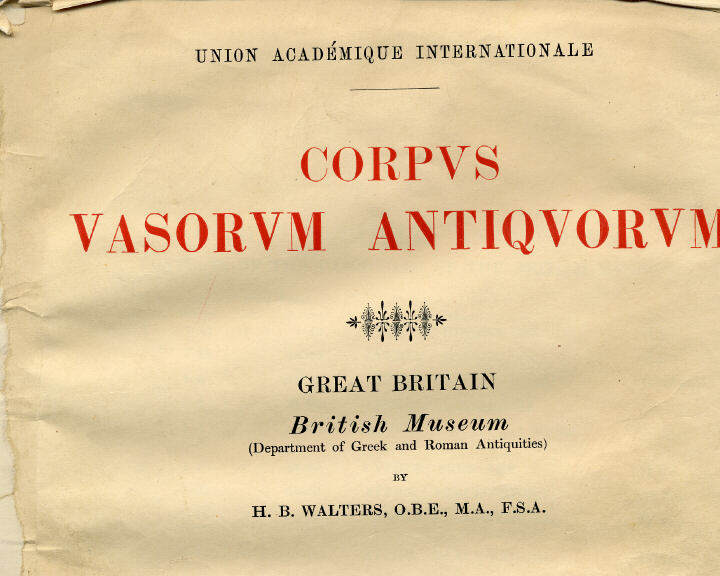 UNION ACADÉMIQUE INTERNATIONALE
CORPVS
VASORVM ANTIQVORVM
GREAT BRITAIN
British Museum
(Department of Greek and Roman Antiquities)
BY
H. B. WALTERS, O.B.E., M.A., F.S.A.